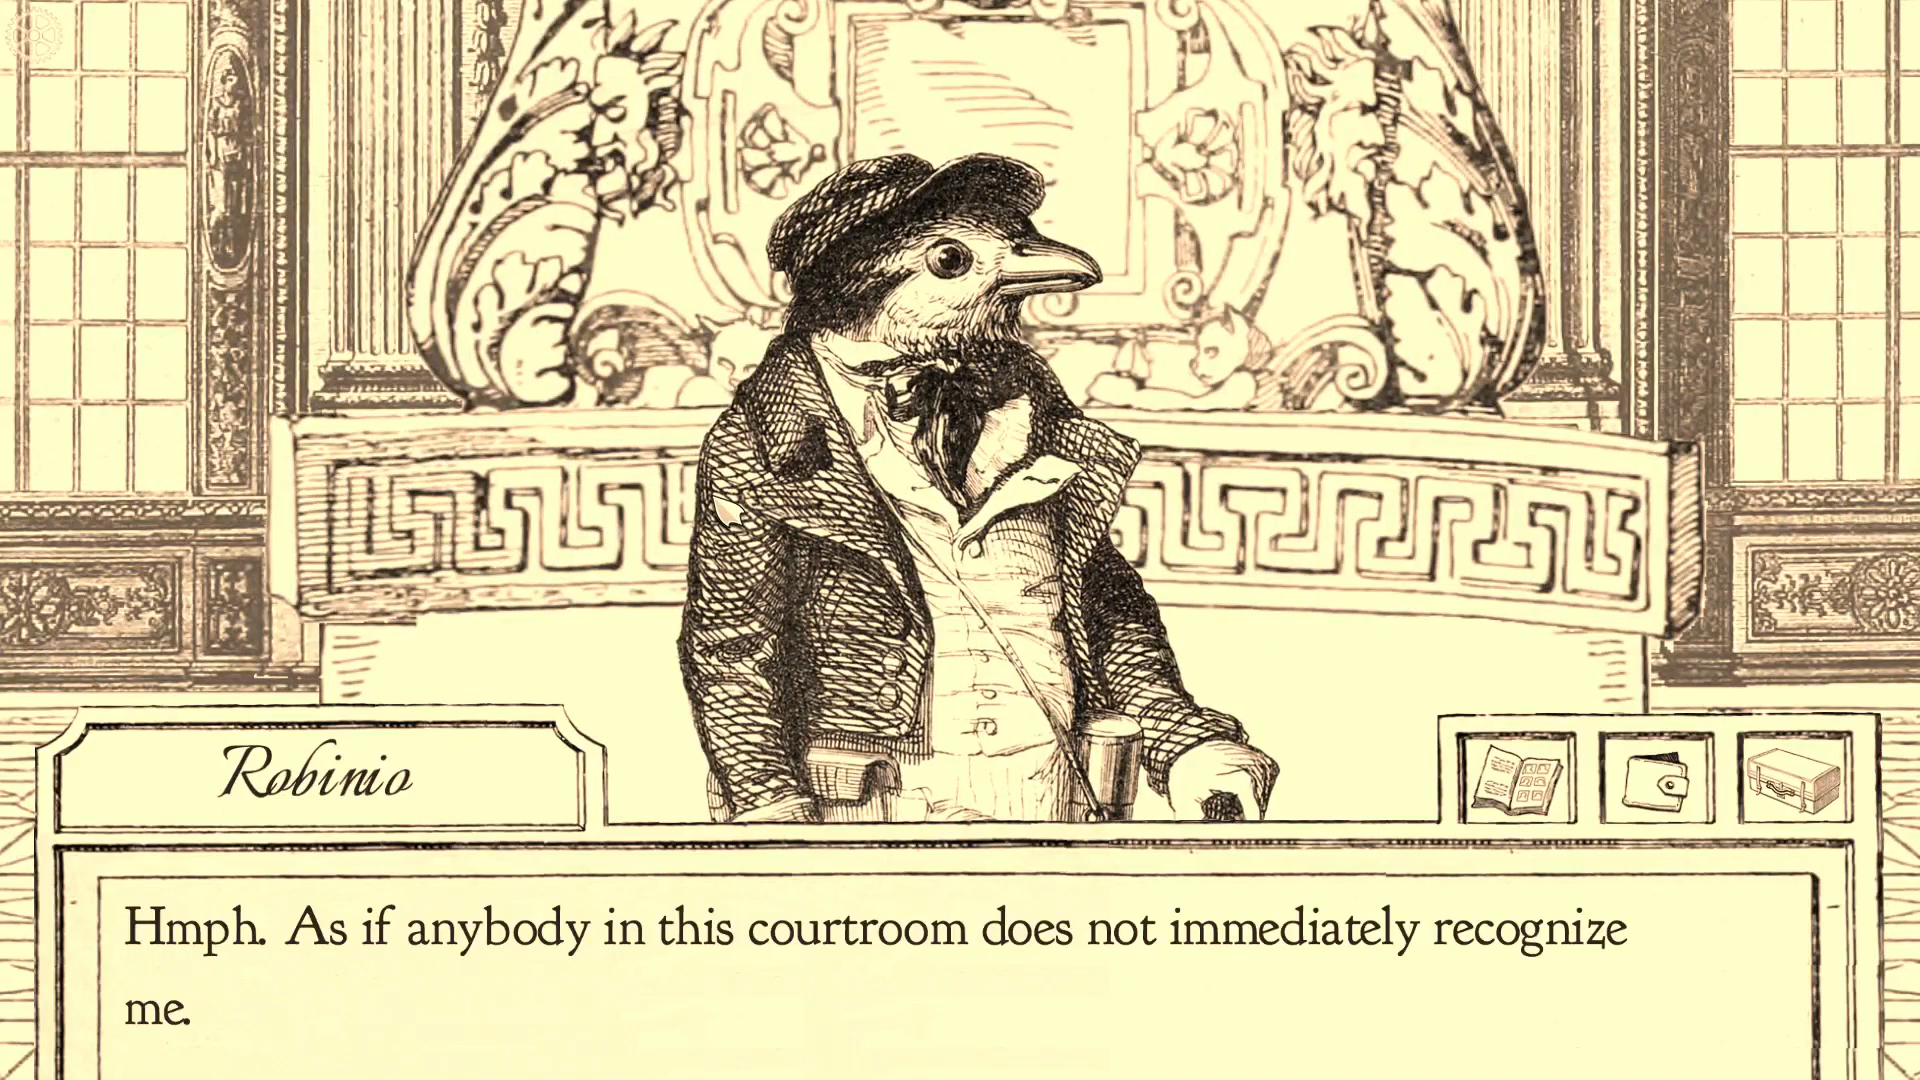 Robinio
Hmph. As if anybody in this courtroom does not immediately recognize
me.